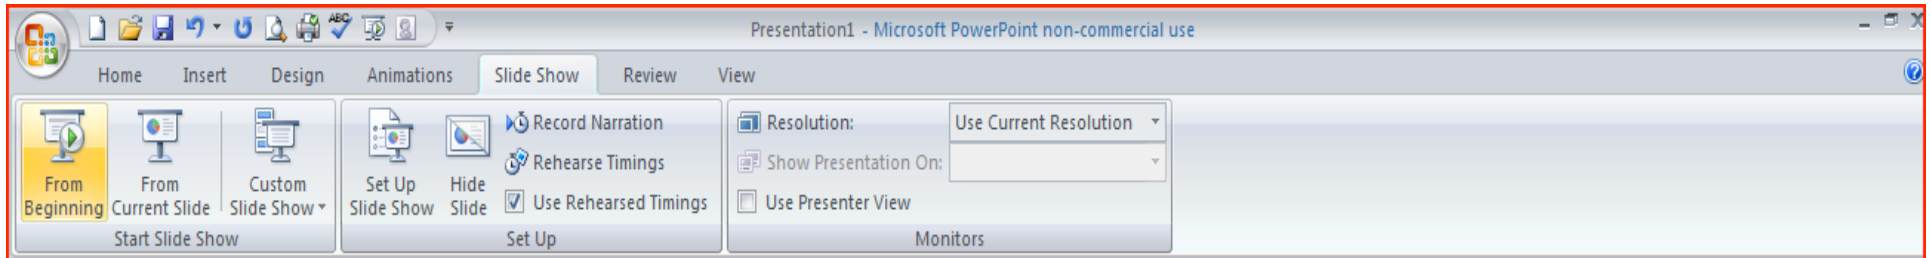 ABC
Presentation1 - Microsoft PowerPoint non-commercial use
Home Insert Design Animations Slide Show Review View
From Beginning
From Current Slide
Custom Slide Show
Start Slide Show
Set Up Slide Show
Hide Slide
Record Narration
Rehearse Timings
Use Rehearsed Timings
Set Up
Resolution: Use Current Resolution
Show Presentation On:
Use Presenter View
Monitors